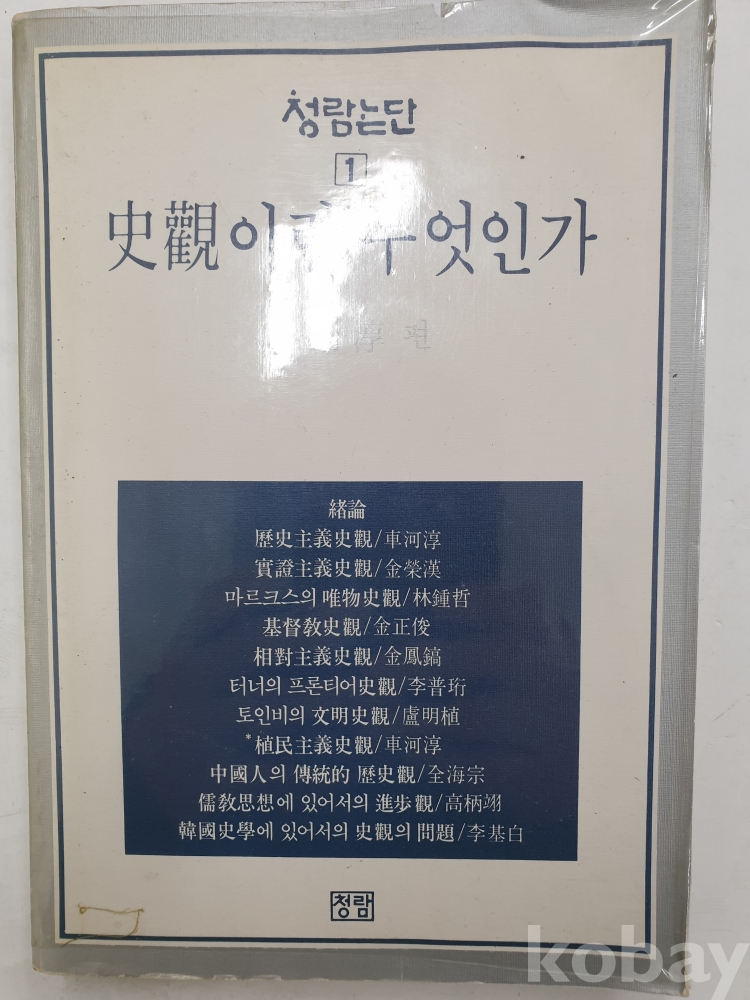 청람논단
1
史觀이란 무엇인가
淳 편
緖論
歷史主義史觀/車河淳
實證主義史觀/金榮漢
마르크스의 唯物史觀/林鍾哲
基督敎史觀/金正俊
相對主義史觀/金鳳鎬
터너의 프론티어史觀/李普珩
토인비의 文明史觀/盧明植
*植民主義史觀/車河淳
中國人의 傳統的 歷史觀/全海宗
儒敎思想에 있어서의 進步觀/高柄翊
韓國史學에 있어서의 史觀의 問題/李基白
청람
kobay